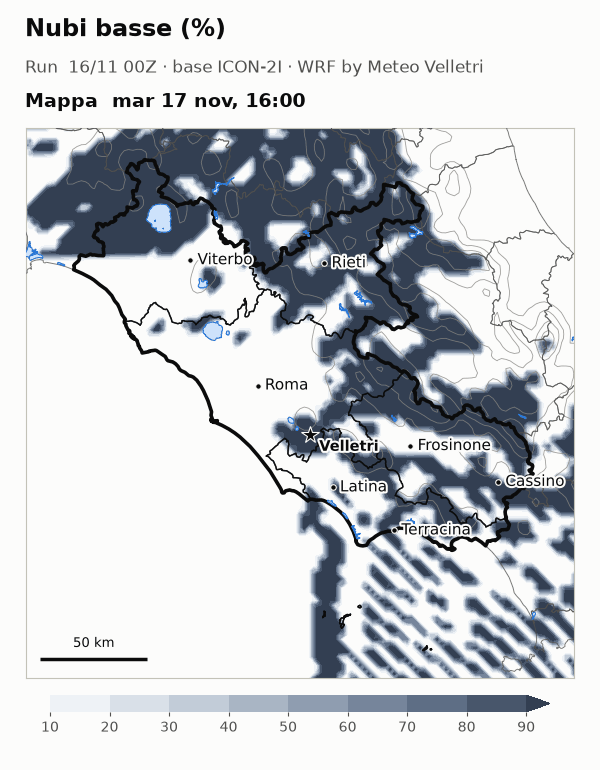 Nubi basse (%)
Run 16/11 00Z · base ICON-2I · WRF by Meteo Velletri
Mappa mar 17 nov, 16:00
Viterbo
Rieti
Roma
Velletri
Frosinone
Cassino
Latina
Terracina
50 km
10 20 30 40 50 60 70 80 90